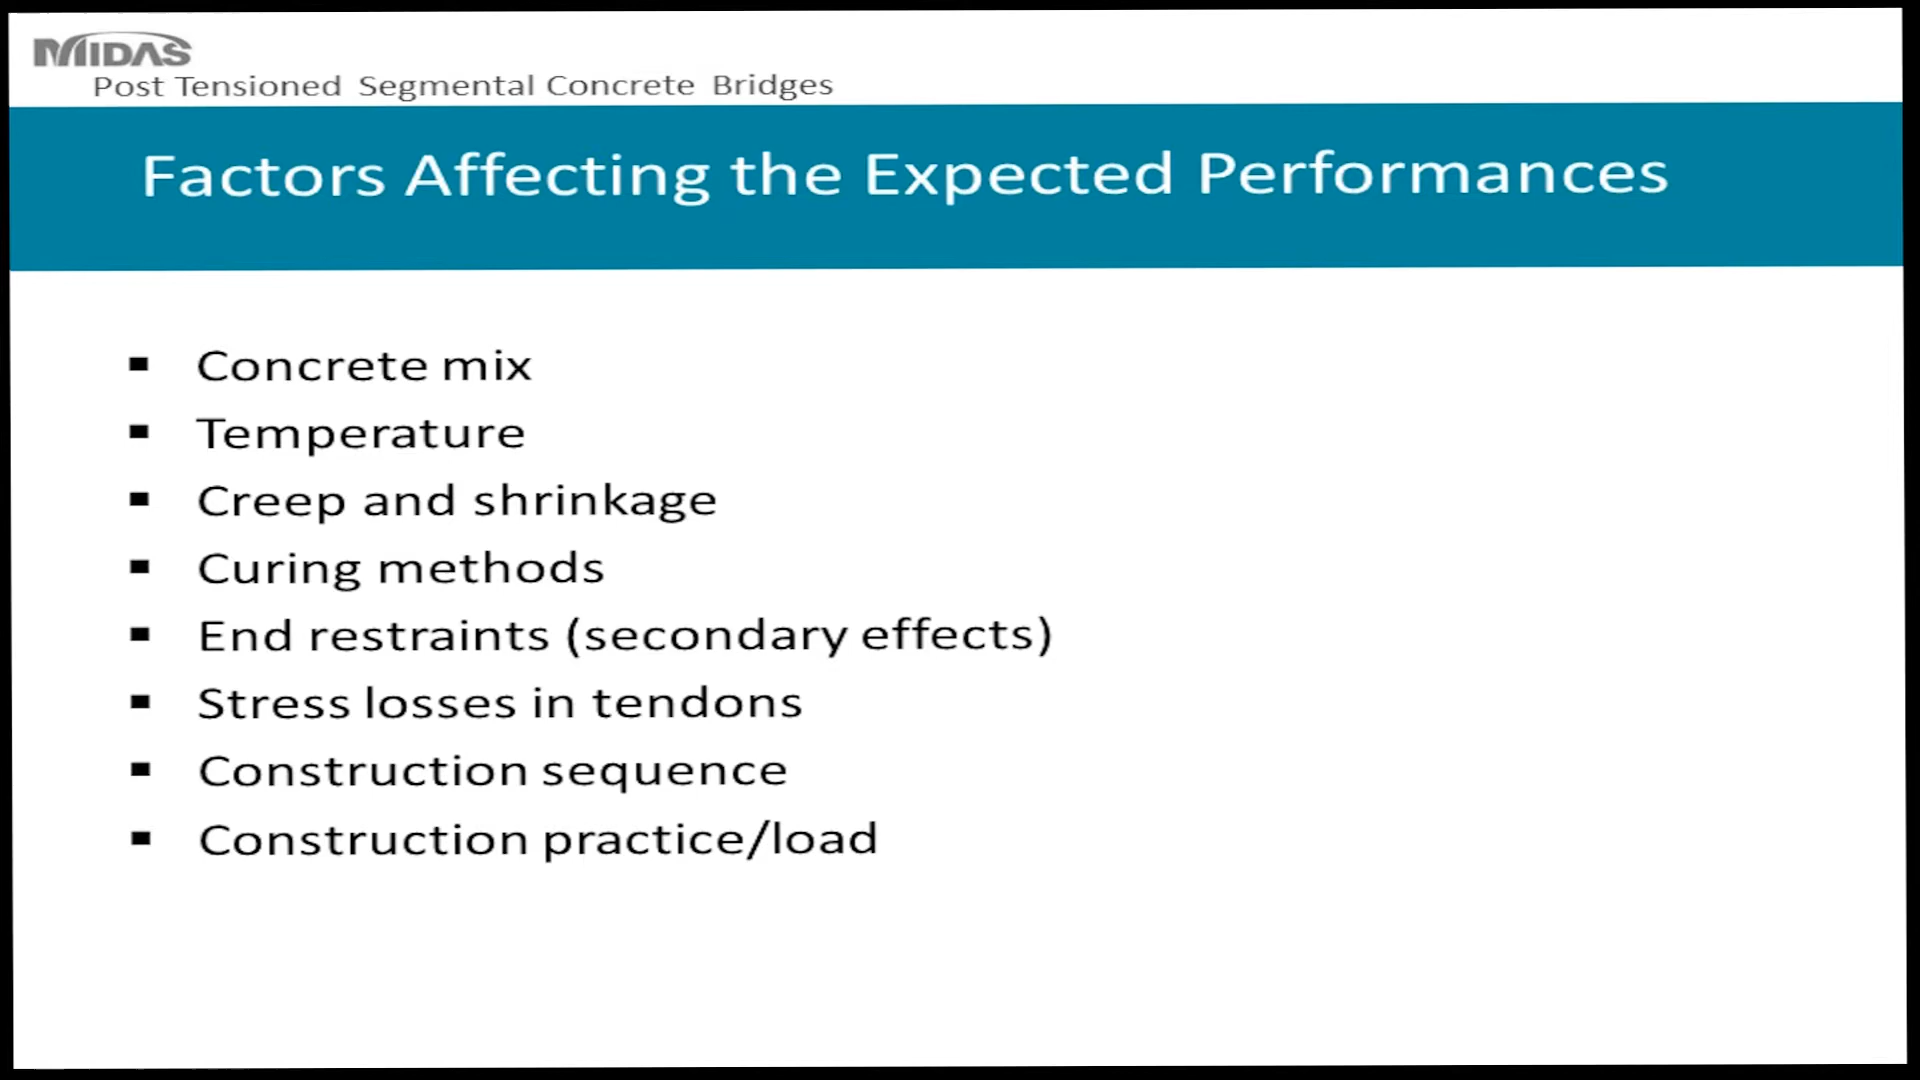 MIDAS
Post Tensioned Segmental Concrete Bridges
Factors Affecting the Expected Performances
▪ Concrete mix
▪ Temperature
▪ Creep and shrinkage
▪ Curing methods
▪ End restraints (secondary effects)
▪ Stress losses in tendons
▪ Construction sequence
▪ Construction practice/load